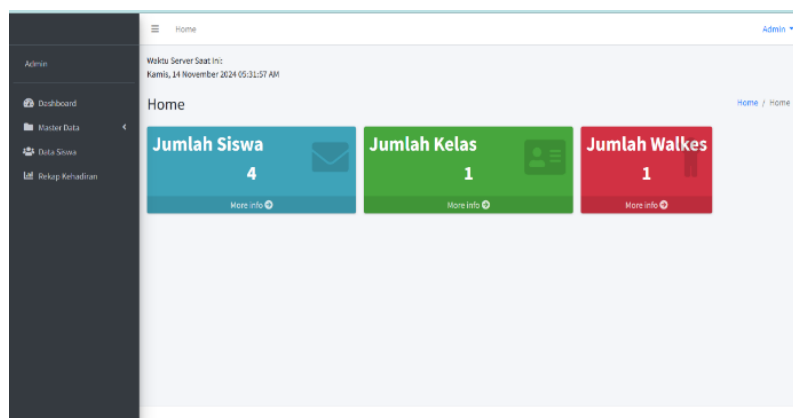 Home
Admin
Admin
Dashboard
Master Data
Data Siswa
Rekap Kehadiran
Waktu Server Saat Ini:
Kamis, 14 November 2024 05:31:57 AM
Home
Home / Home
Jumlah Siswa
4
More info
Jumlah Kelas
1
More info
Jumlah Walkes
1
More info